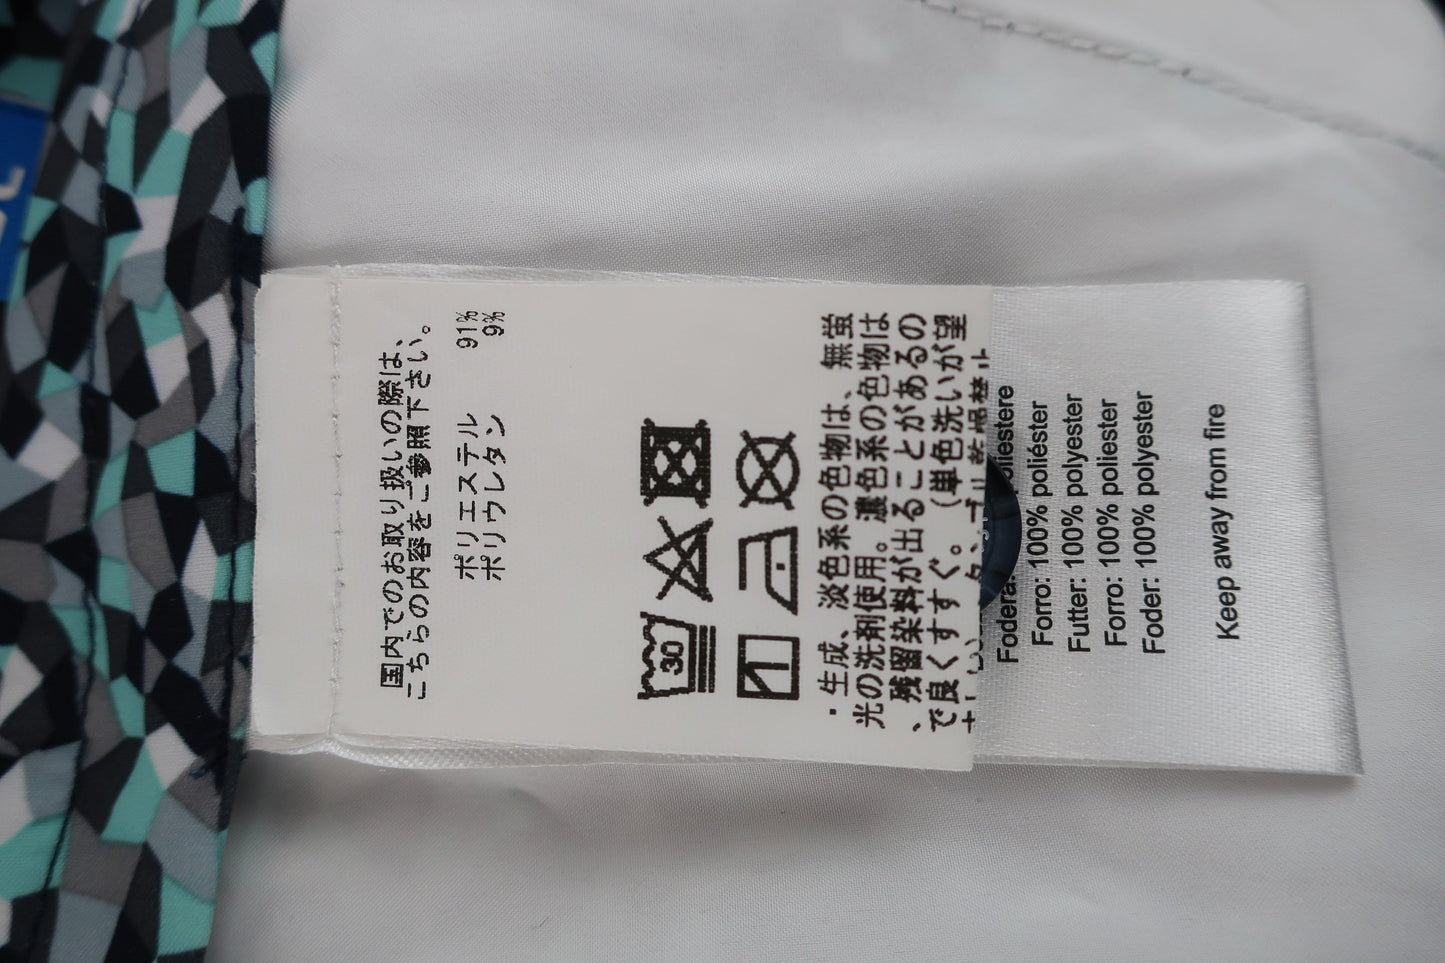 国内でのお取り扱いの際は、
こちらの内容をご参照下さい。
ポリエステル 91%
ポリウレタン 9%
30
・生成、淡色系の色物は、無蛍
光の洗剤使用。濃色系の色物は
、残留染料が出ることがあるの
で良くすすぐ。（単色洗いが望
Fodera:
Forro: 100% poliéster
Futter: 100% polyester
Forro: 100% poliester
Foder: 100% polyester
Keep away from fire